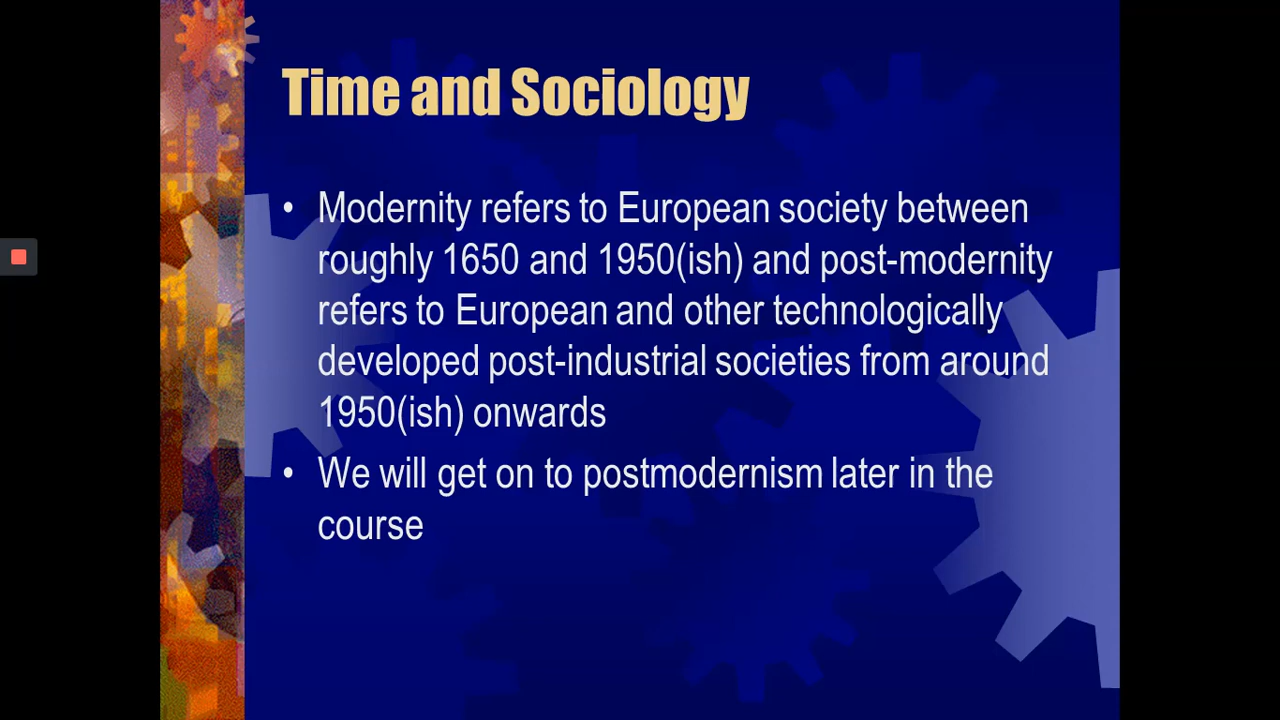 Time and Sociology
• Modernity refers to European society between
roughly 1650 and 1950(ish) and post-modernity
refers to European and other technologically
developed post-industrial societies from around
1950(ish) onwards
• We will get on to postmodernism later in the
course